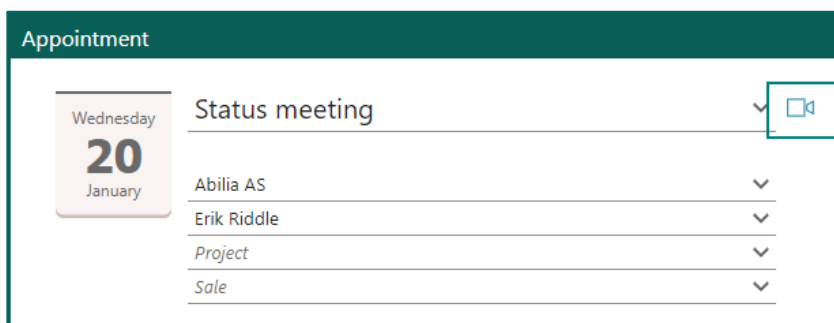 Appointment
Wednesday
20
January
Status meeting
Abilia AS
Erik Riddle
Project
Sale